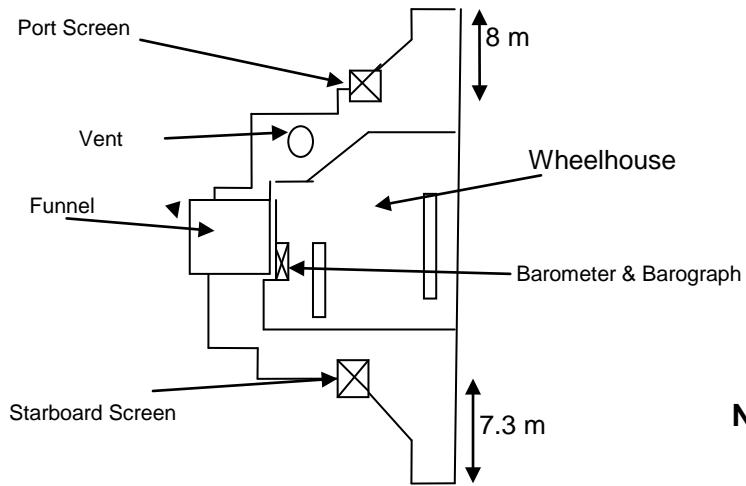 Port Screen
8 m
Vent
Wheelhouse
Funnel
Barometer & Barograph
Starboard Screen
7.3 m
N